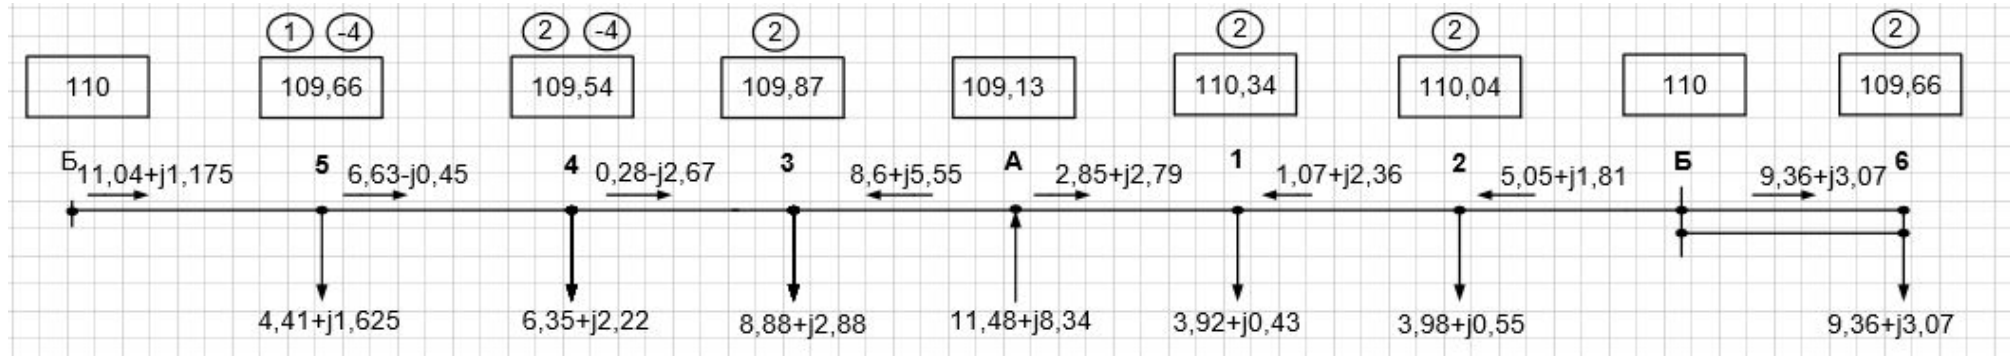 1 -4 2 -4 2 2 2 2
110 109,66 109,54 109,87 109,13 110,34 110,04 110 109,66
Б 5 4 3 А 1 2 Б 6
11,04+j1,175 6,63-j0,45 0,28-j2,67 8,6+j5,55 2,85+j2,79 1,07+j2,36 5,05+j1,81 9,36+j3,07
4,41+j1,625 6,35+j2,22 8,88+j2,88 11,48+j8,34 3,92+j0,43 3,98+j0,55 9,36+j3,07